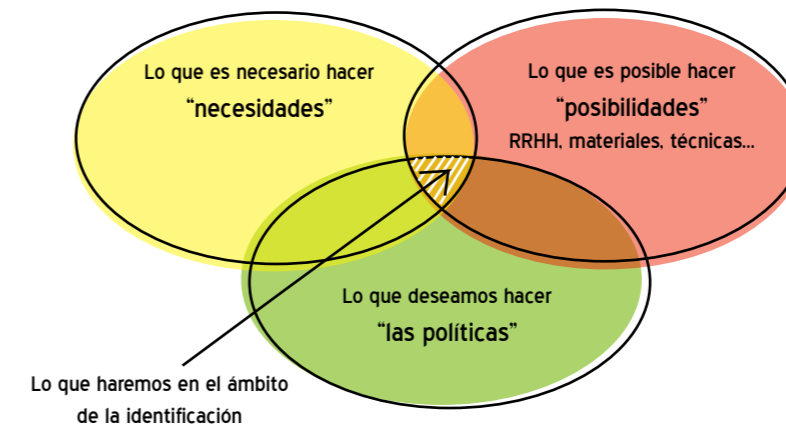 Lo que es necesario hacer
“necesidades”
Lo que es posible hacer
“posibilidades”
RRHH, materiales, técnicas...
Lo que deseamos hacer
“las políticas”
Lo que haremos en el ámbito
de la identificación